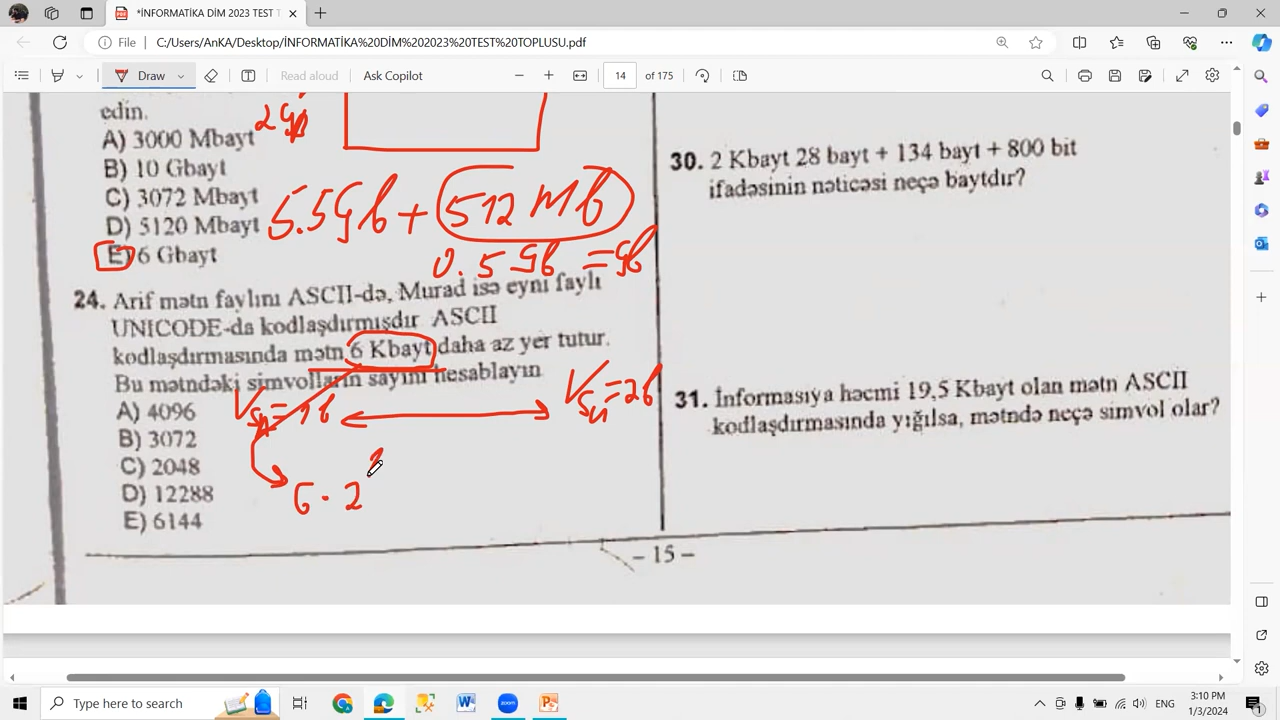 *İNFORMATİKA DİM 2023 TEST T
File
C:/Users/AnKA/Desktop/İNFORMATİKA%20DİM%202023%20TEST%20TOPLUSU.pdf
Draw
Read aloud
Ask Copilot
14 of 175
edin.
A) 3000 Mbayt
B) 10 Gbayt
C) 3072 Mbayt
D) 5120 Mbayt
E) 6 Gbayt
5.5gb + 512 Mb
0.5 gb = gb
24. Arif mətn faylını ASCII-də, Murad isə eyni faylı
UNICODE-da kodlaşdırmışdır ASCII
kodlaşdırmasında mətn 6 Kbayt daha az yer tutur.
Bu mətndəki simvolların sayını hesablayın
A) 4096
B) 3072
C) 2048
D) 12288
E) 6144
= 1b
= 2b
6 · 2
30. 2 Kbayt 28 bayt + 134 bayt + 800 bit
ifadəsinin nəticəsi neçə baytdır?
31. İnformasiya həcmi 19,5 Kbayt olan mətn ASCII
kodlaşdırmasında yığılsa, mətndə neçə simvol olar?
– 15 –
Type here to search
ENG
3:10 PM
1/3/2024